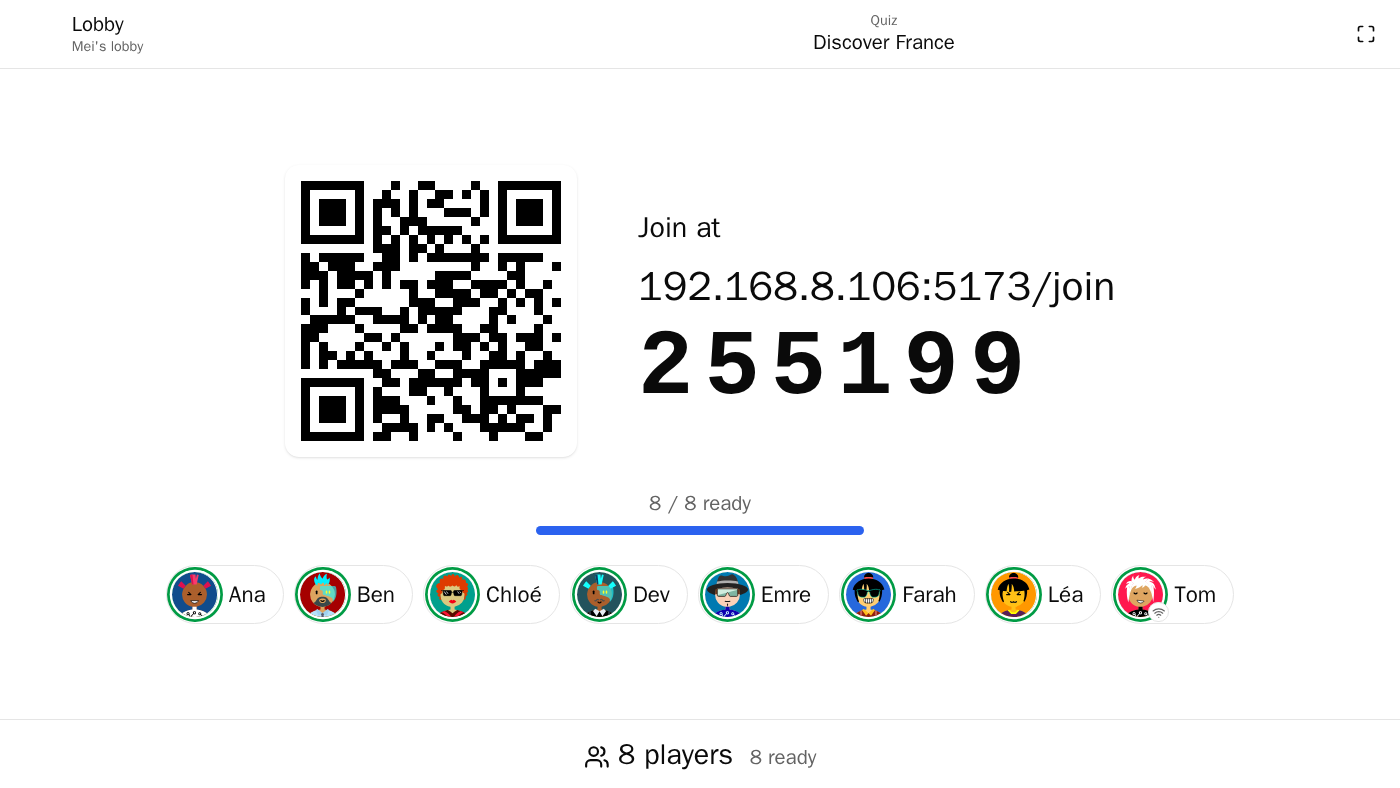 Lobby
Mei's lobby
Quiz
Discover France
Join at
192.168.8.106:5173/join
255199
8 / 8 ready
Ana
Ben
Chloé
Dev
Emre
Farah
Léa
Tom
8 players 8 ready